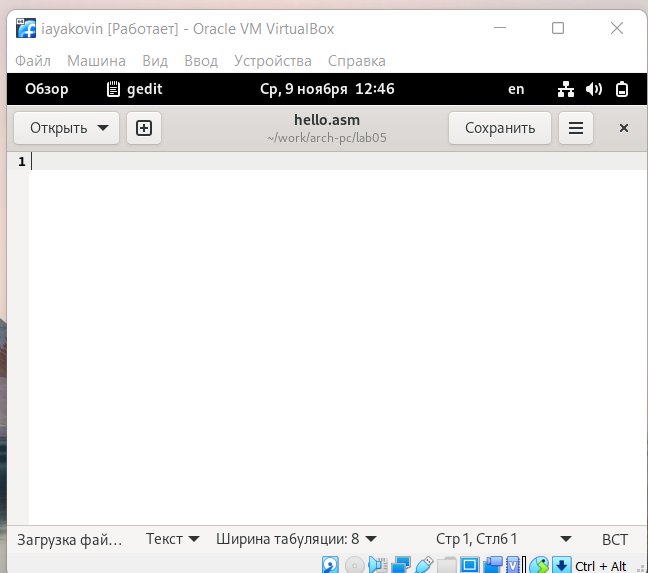 iayakovin [Работает] - Oracle VM VirtualBox
Файл Машина Вид Ввод Устройства Справка
Обзор gedit Ср, 9 ноября 12:46 en
Открыть hello.asm Сохранить
~/work/arch-pc/lab05
1
Загрузка фай… Текст Ширина табуляции: 8 Стр 1, Стлб 1 ВСТ
Ctrl + Alt